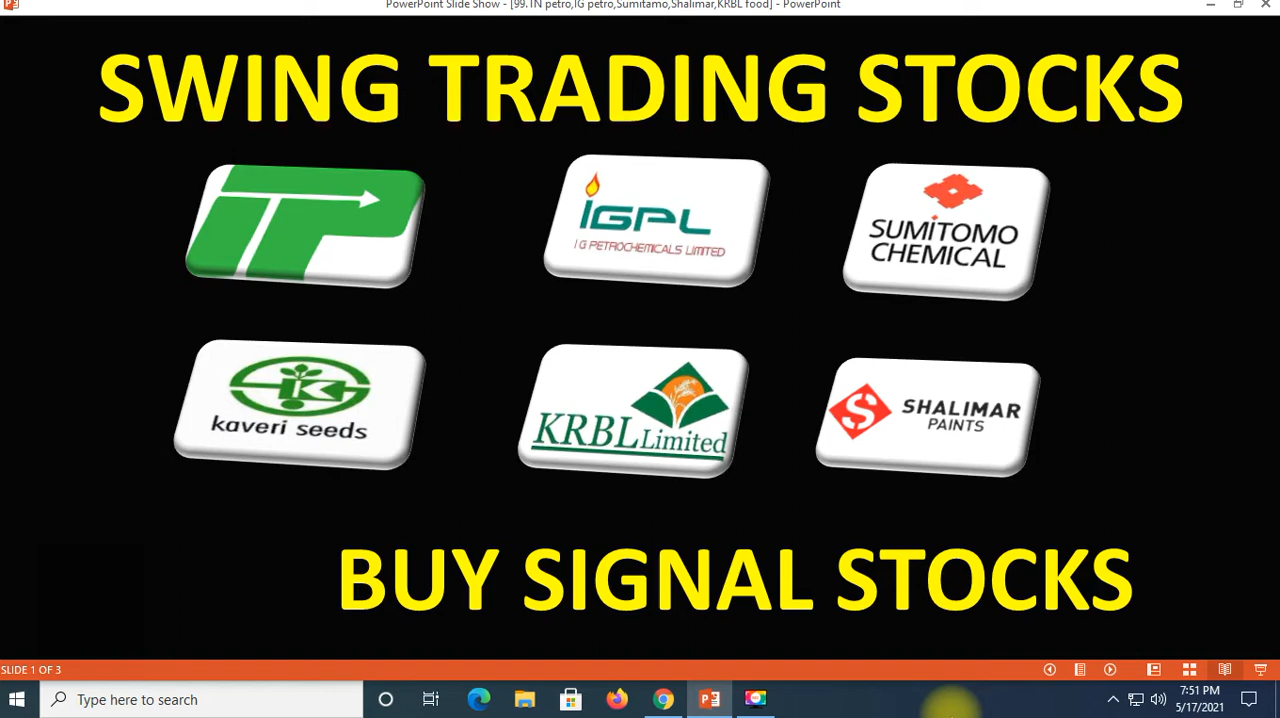 PowerPoint Slide Show - [99.TN petro,IG petro,Sumitamo,Shalimar,KRBL food] - PowerPoint
SWING TRADING STOCKS
TP
IGPL
I G PETROCHEMICALS LIMITED
SUMITOMO
CHEMICAL
K
kaveri seeds
KRBL Limited
S
SHALIMAR
PAINTS
BUY SIGNAL STOCKS
SLIDE 1 OF 3
Type here to search
7:51 PM
5/17/2021